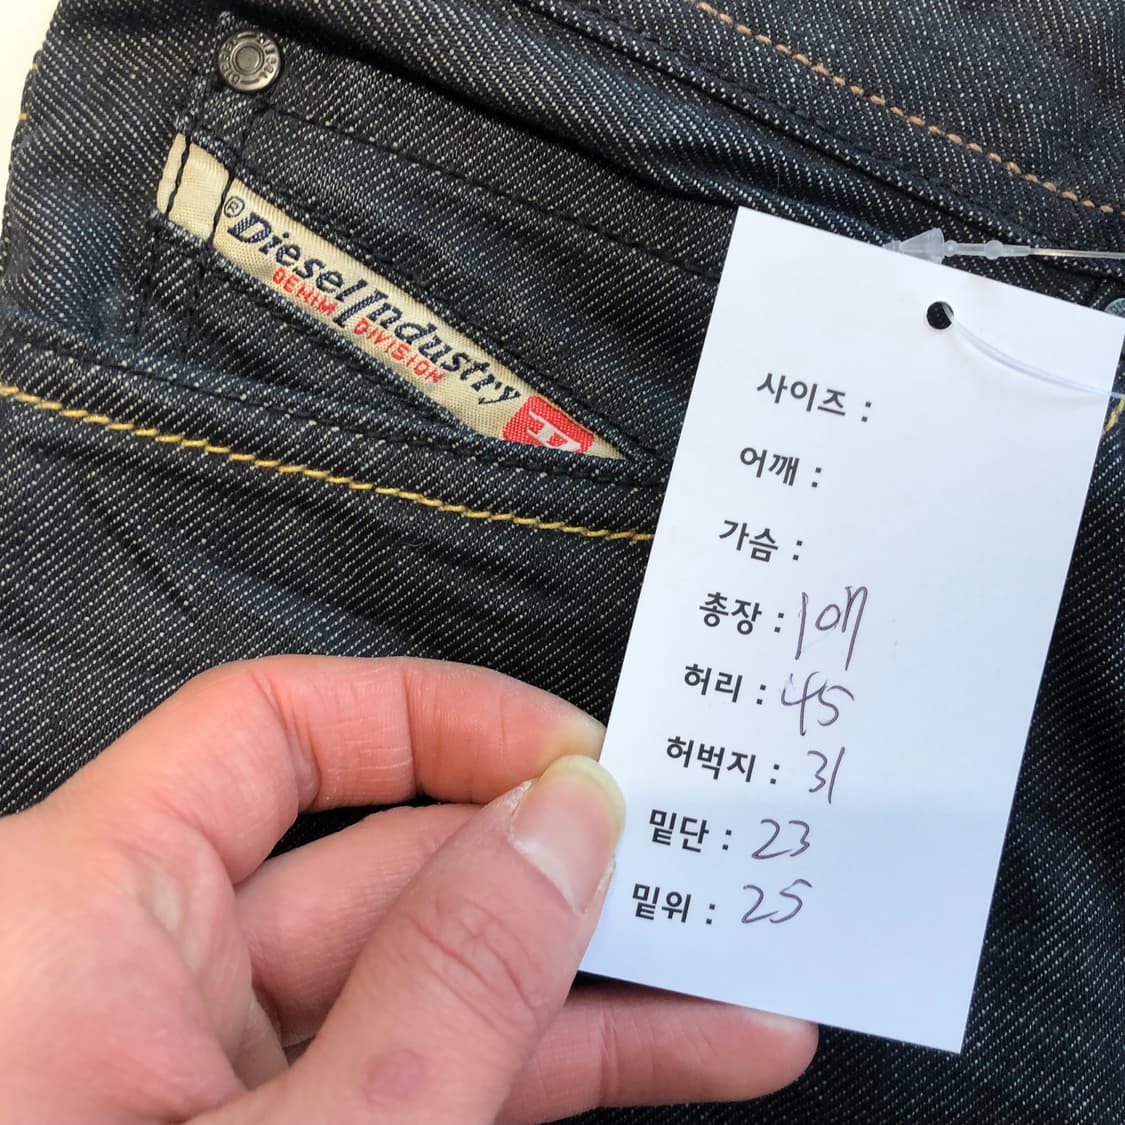 ®Diesel Industry
DENIM DIVISION
사이즈 :
어깨 :
가슴 :
총장 : 107
허리 : 45
허벅지 : 31
밑단 : 23
밑위 : 25